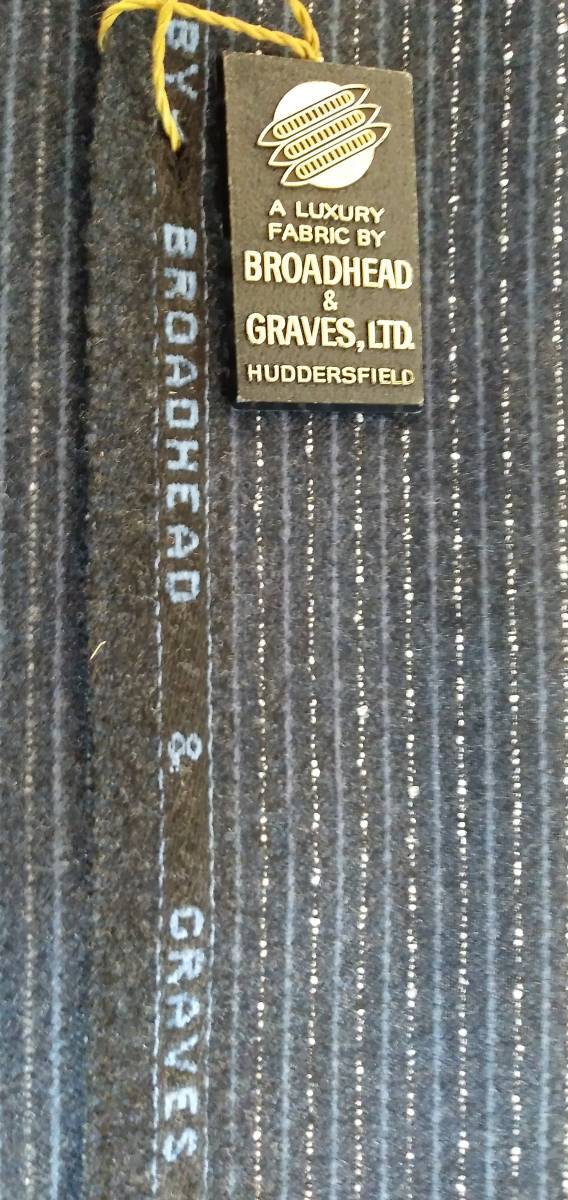 BY
BROADHEAD & GRAVES
A LUXURY
FABRIC BY
BROADHEAD
&
GRAVES, LTD.
HUDDERSFIELD